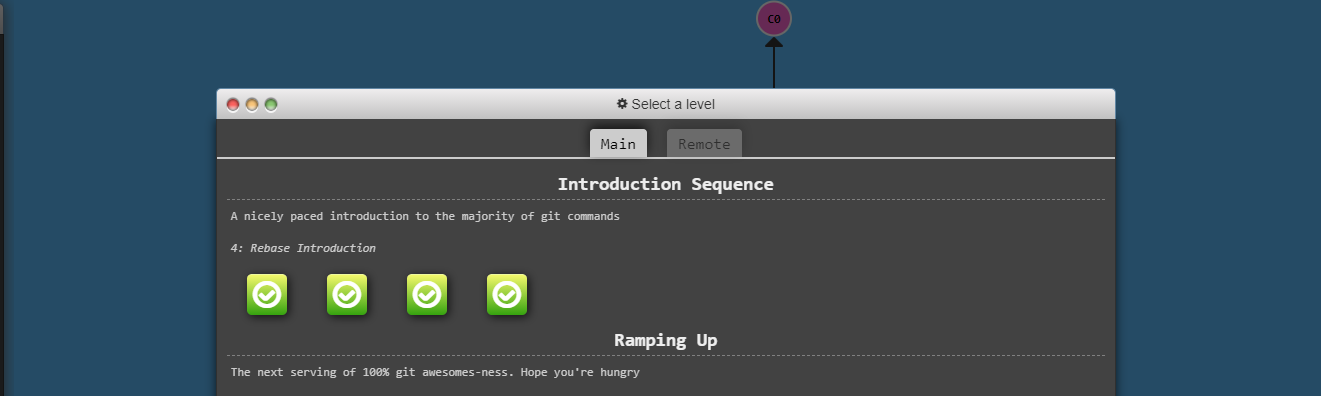 C0
Select a level
Main Remote
Introduction Sequence
A nicely paced introduction to the majority of git commands
4: Rebase Introduction
Ramping Up
The next serving of 100% git awesomes-ness. Hope you're hungry